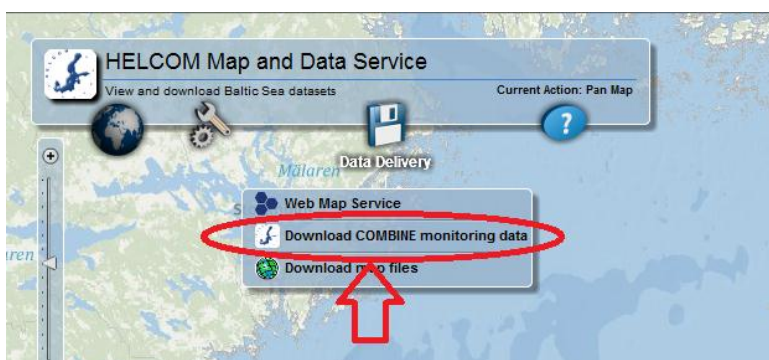 HELCOM Map and Data Service
View and download Baltic Sea datasets
Current Action: Pan Map
?
Data Delivery
Mälaren
Web Map Service
Download COMBINE monitoring data
Download map files